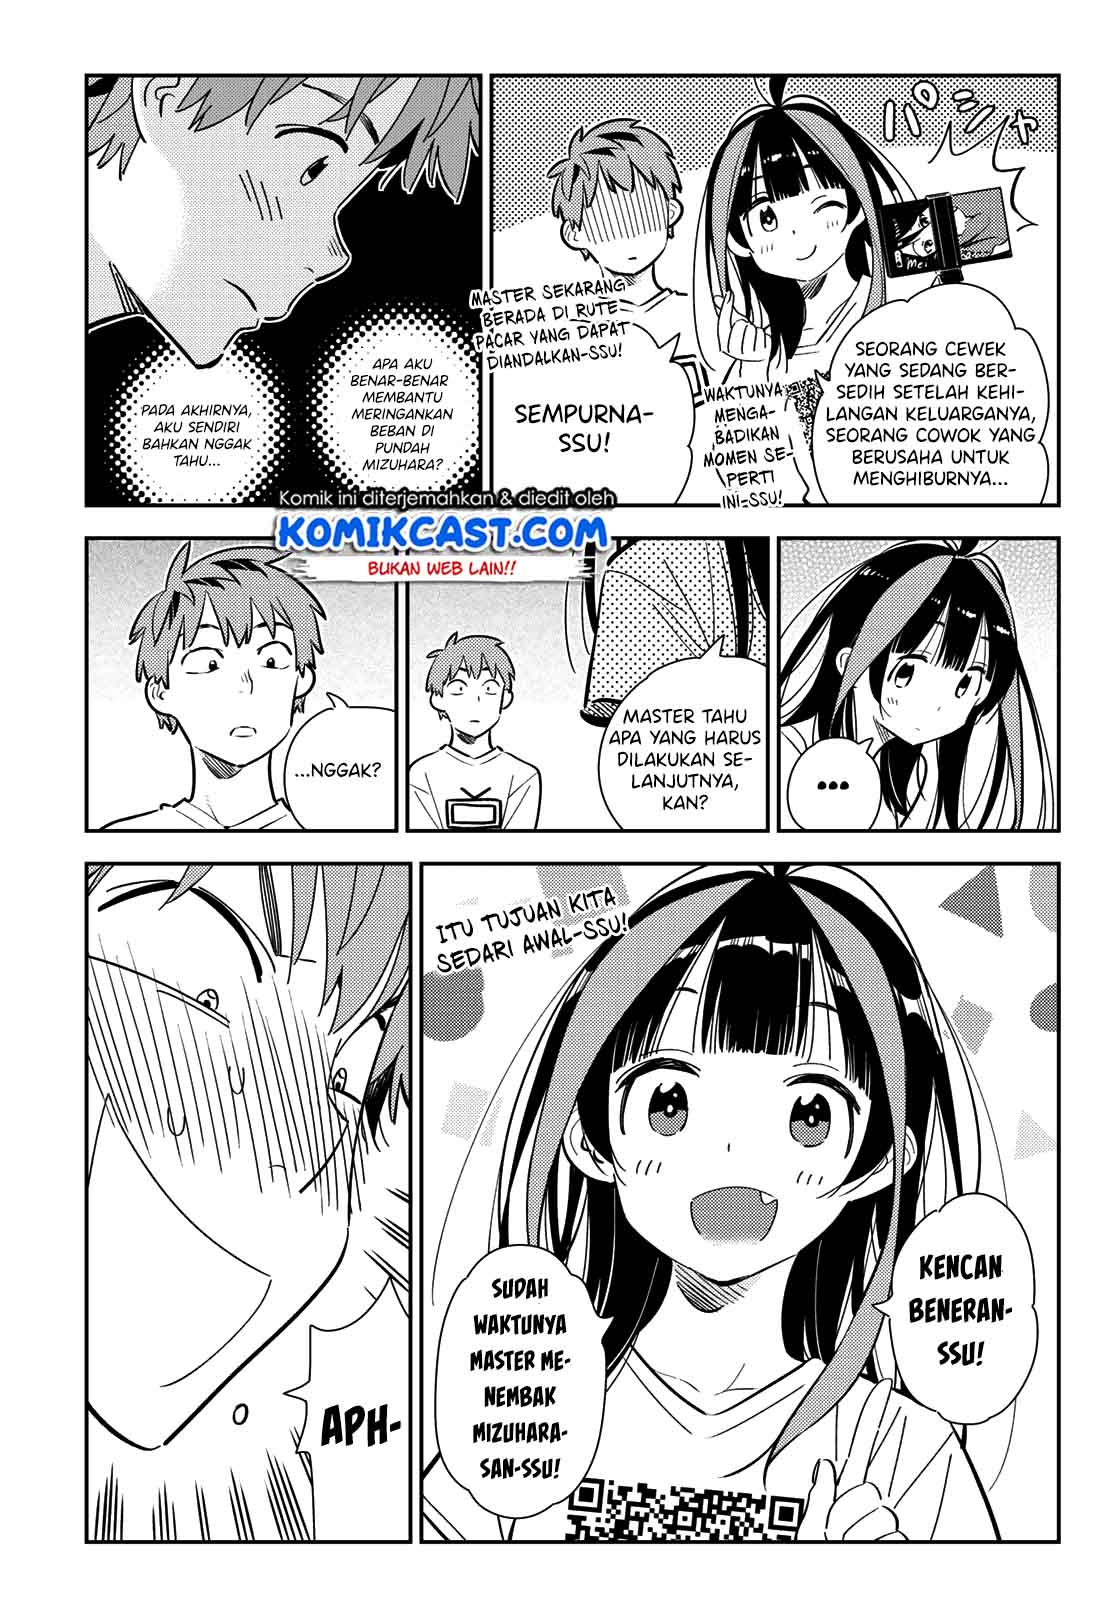 パシャ
SEORANG CEWEK
YANG SEDANG BER-
SEDIH SETELAH KEHI-
LANGAN KELUARGANYA,
SEORANG COWOK YANG
BERUSAHA UNTUK
MENGHIBURNYA...
WAKTUNYA
MENGA-
BADIKAN
MOMEN SE-
PERTI
INI-SSU!
MASTER SEKARANG
BERADA DI RUTE
PACAR YANG DAPAT
DIANDALKAN-SSU!
SEMPURNA-
SSU!
APA AKU
BENAR-BENAR
MEMBANTU
MERINGANKAN
BEBAN DI
PUNDAH
MIZUHARA?
PADA AKHIRNYA,
AKU SENDIRI
BAHKAN NGGAK
TAHU...
Komik ini diterjemahkan & diedit oleh
KOMIKCAST.COM
BUKAN WEB LAIN!!
...
MASTER TAHU
APA YANG HARUS
DILAKUKAN SE-
LANJUTNYA,
KAN?
...NGGAK?
ITU TUJUAN KITA
SEDARI AWAL-SSU!
KENCAN
BENERAN-
SSU!
SUDAH
WAKTUNYA
MASTER ME-
NEMBAK
MIZUHARA-
SAN-SSU!
APH-